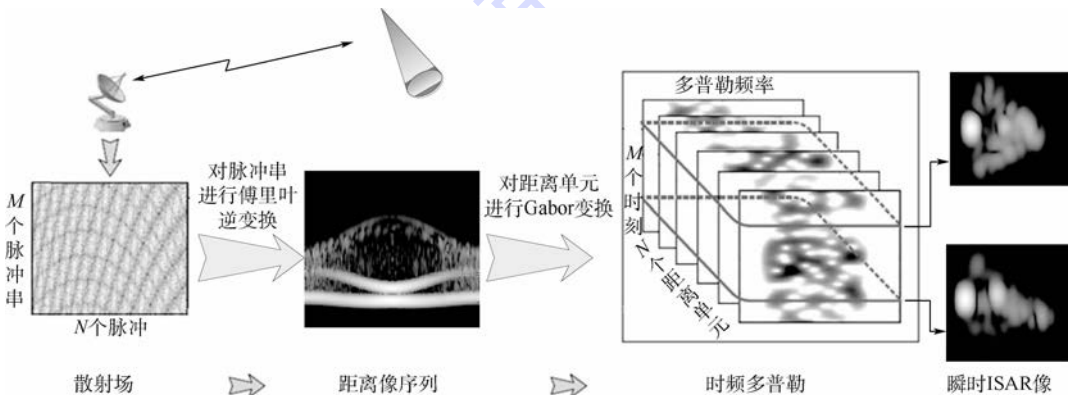 多普勒频率
对脉冲串
进行傅里叶
逆变换
对距离单元
进行Gabor变换
M个脉冲串
N个脉冲
M个时刻
N个距离单元
散射场
距离像序列
时频多普勒
瞬时ISAR像